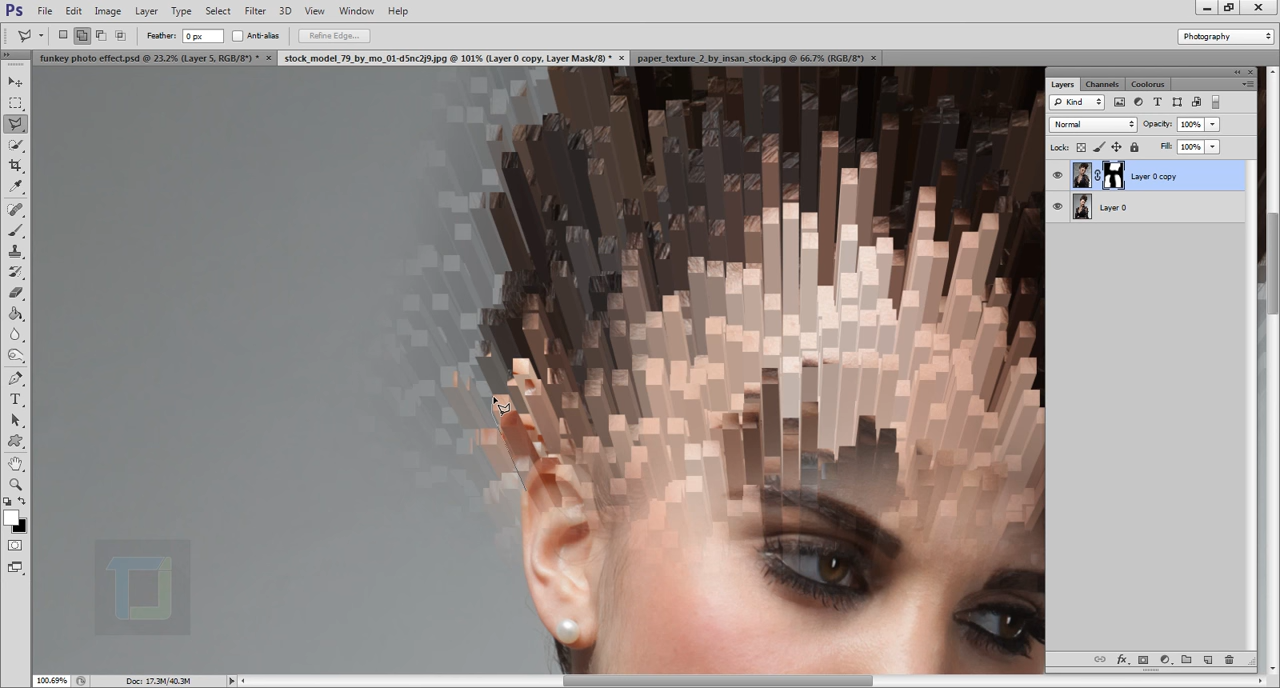 Ps File Edit Image Layer Type Select Filter 3D View Window Help
Feather: 0 px Anti-alias Refine Edge... Photography
funkey photo effect.psd @ 23.2% (Layer 5, RGB/8*) * × stock_model_79_by_mo_01-d5nc2j9.jpg @ 101% (Layer 0 copy, Layer Mask/8) * × paper_texture_2_by_insan_stock.jpg @ 66.7% (RGB/8*) ×
Layers Channels Coolorus
Kind
Normal Opacity: 100%
Lock: Fill: 100%
Layer 0 copy
Layer 0
100.69% Doc: 17.3M/40.3M